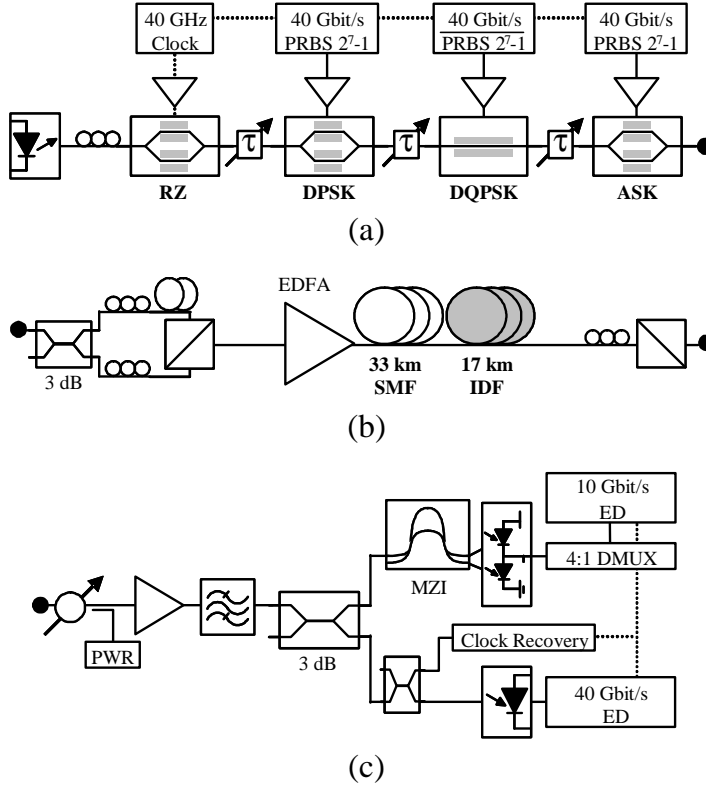 40 GHz
Clock
40 Gbit/s
PRBS 2⁷-1
40 Gbit/s
PRBS 2⁷-1
40 Gbit/s
PRBS 2⁷-1
τ
τ
τ
RZ
DPSK
DQPSK
ASK
(a)
EDFA
3 dB
33 km
SMF
17 km
IDF
(b)
10 Gbit/s
ED
4:1 DMUX
MZI
PWR
3 dB
Clock Recovery
40 Gbit/s
ED
(c)